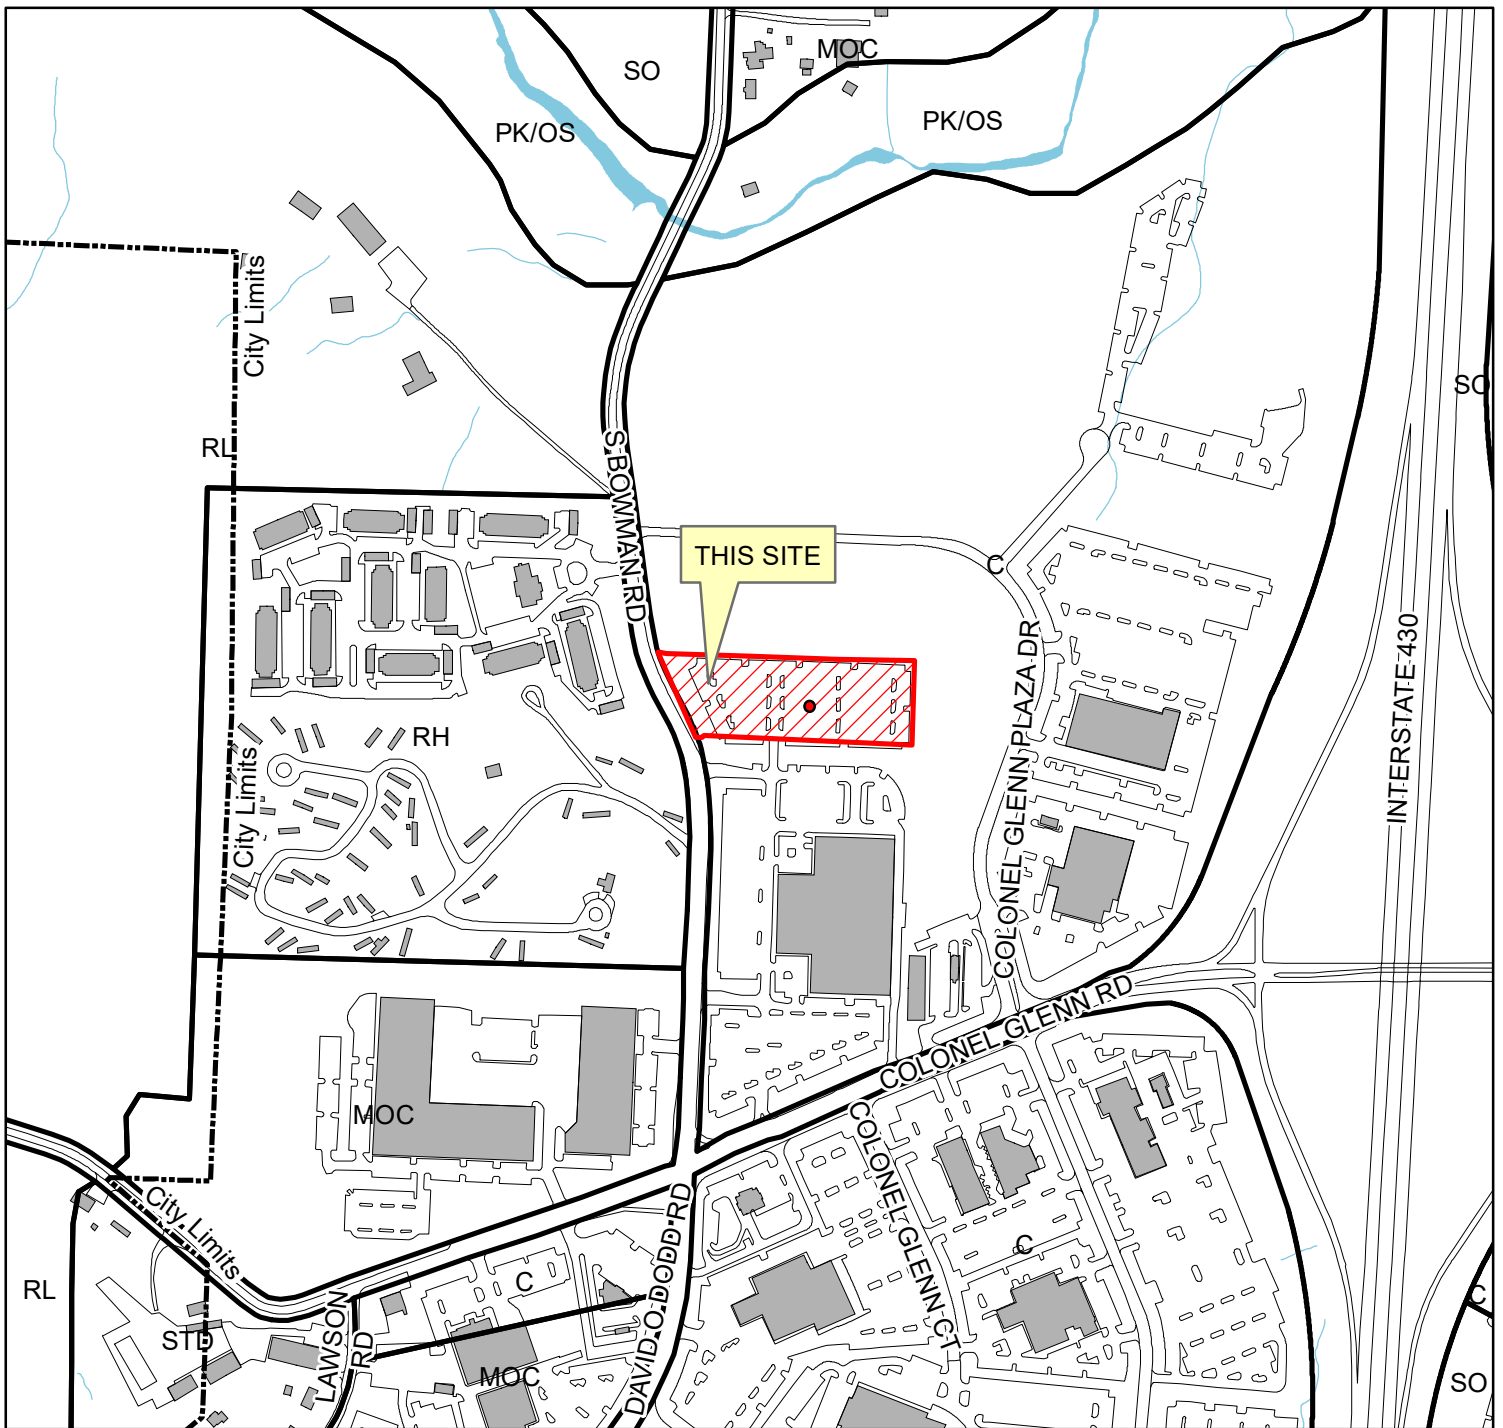 SO
MOC
PK/OS
PK/OS
City Limits
SO
RL
S BOWMAN RD
THIS SITE
C
COLONEL GLENN PLAZA DR
INTERSTATE 430
RH
City Limits
COLONEL GLENN RD
MOC
COLONEL GLENN CT
City Limits
DAVID O DODD RD
C
C
RL
C
LAWSON
RD
STD
MOC
SO